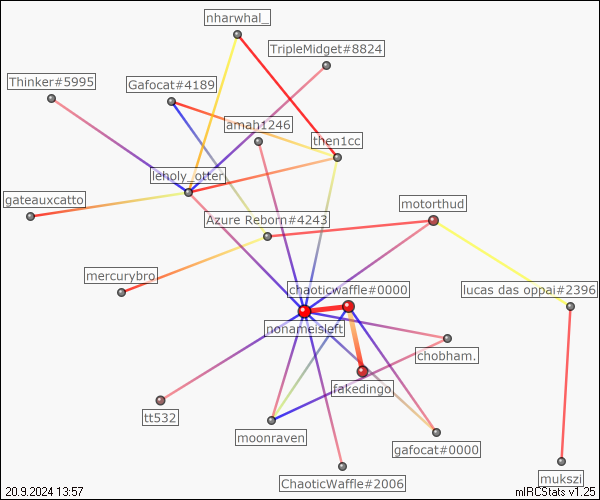 nharwhal_
TripleMidget#8824
Thinker#5995
Gafocat#4189
amah1246
then1cc
leholy_otter
gateauxcatto
motorthud
Azure Reborn#4243
mercurybro
chaoticwaffle#0000
lucas das oppai#2396
nonameisleft
chobham.
fakedingo
tt532
moonraven
gafocat#0000
ChaoticWaffle#2006
mukszi
20.9.2024 13:57
mIRCStats v1.25